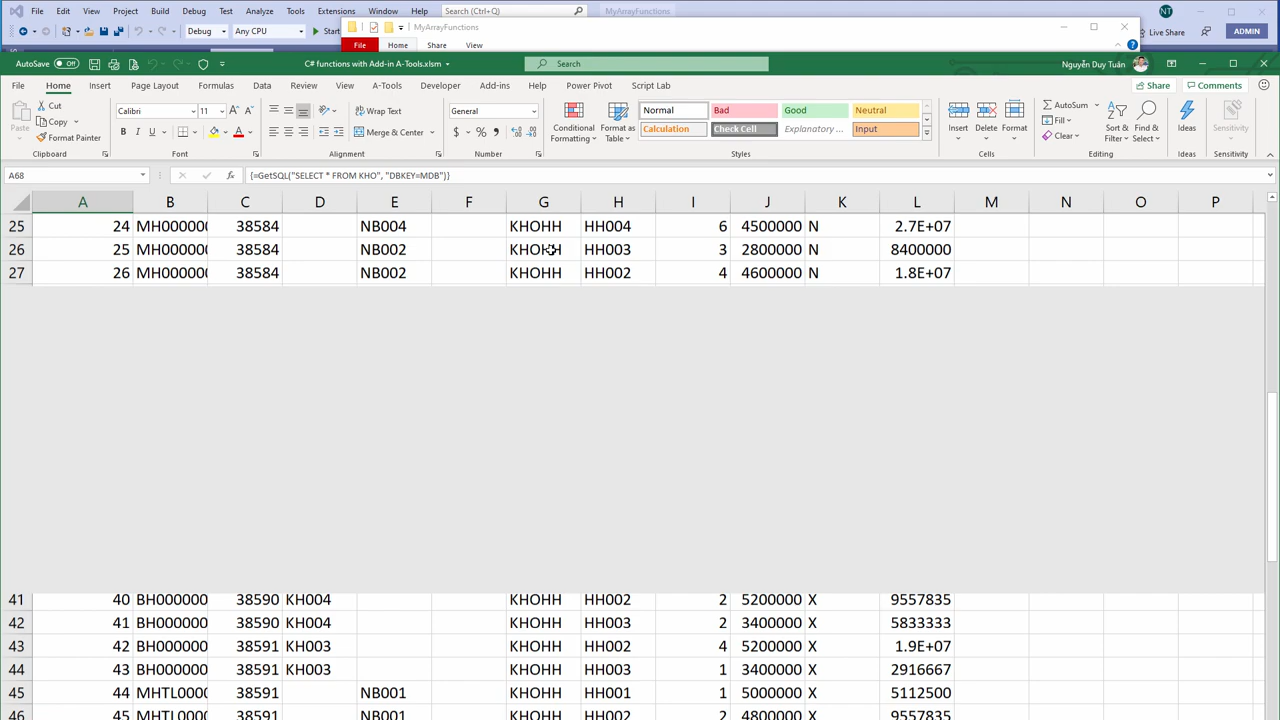 File Edit View Project Build Debug Test Analyze Tools Extensions Window Help Search (Ctrl+Q) MyArrayFunctions NT
Debug Any CPU Start Live Share ADMIN
MyArrayFunctions
File Home Share View
AutoSave Off C# functions with Add-in A-Tools.xlsm Search Nguyễn Duy Tuân
File Home Insert Page Layout Formulas Data Review View A-Tools Developer Add-ins Help Power Pivot Script Lab Share Comments
Paste Cut Copy Format Painter Calibri 11 Wrap Text General Conditional Formatting Format as Table Normal Bad Good Neutral Insert Delete Format AutoSum Fill Clear Sort & Filter Find & Select Ideas Sensitivity
B I U Merge & Center $ % , Calculation Check Cell Explanatory ... Input
Clipboard Font Alignment Number Styles Cells Editing Ideas Sensitivity
A68 fx {=GetSQL("SELECT * FROM KHO", "DBKEY=MDB")}
A B C D E F G H I J K L M N O P
25 24 MH000000 38584 NB004 KHOHH HH004 6 4500000 N 2.7E+07
26 25 MH000000 38584 NB002 KHOHH HH003 3 2800000 N 8400000
27 26 MH000000 38584 NB002 KHOHH HH002 4 4600000 N 1.8E+07
41 40 BH000000 38590 KH004 KHOHH HH002 2 5200000 X 9557835
42 41 BH000000 38590 KH004 KHOHH HH003 2 3400000 X 5833333
43 42 BH000000 38591 KH003 KHOHH HH002 4 5200000 X 1.9E+07
44 43 BH000000 38591 KH003 KHOHH HH003 1 3400000 X 2916667
45 44 MHTL0000 38591 NB001 KHOHH HH001 1 5000000 X 5112500
46 45 MHTL0000 38591 NB001 KHOHH HH002 2 4800000 X 9557835